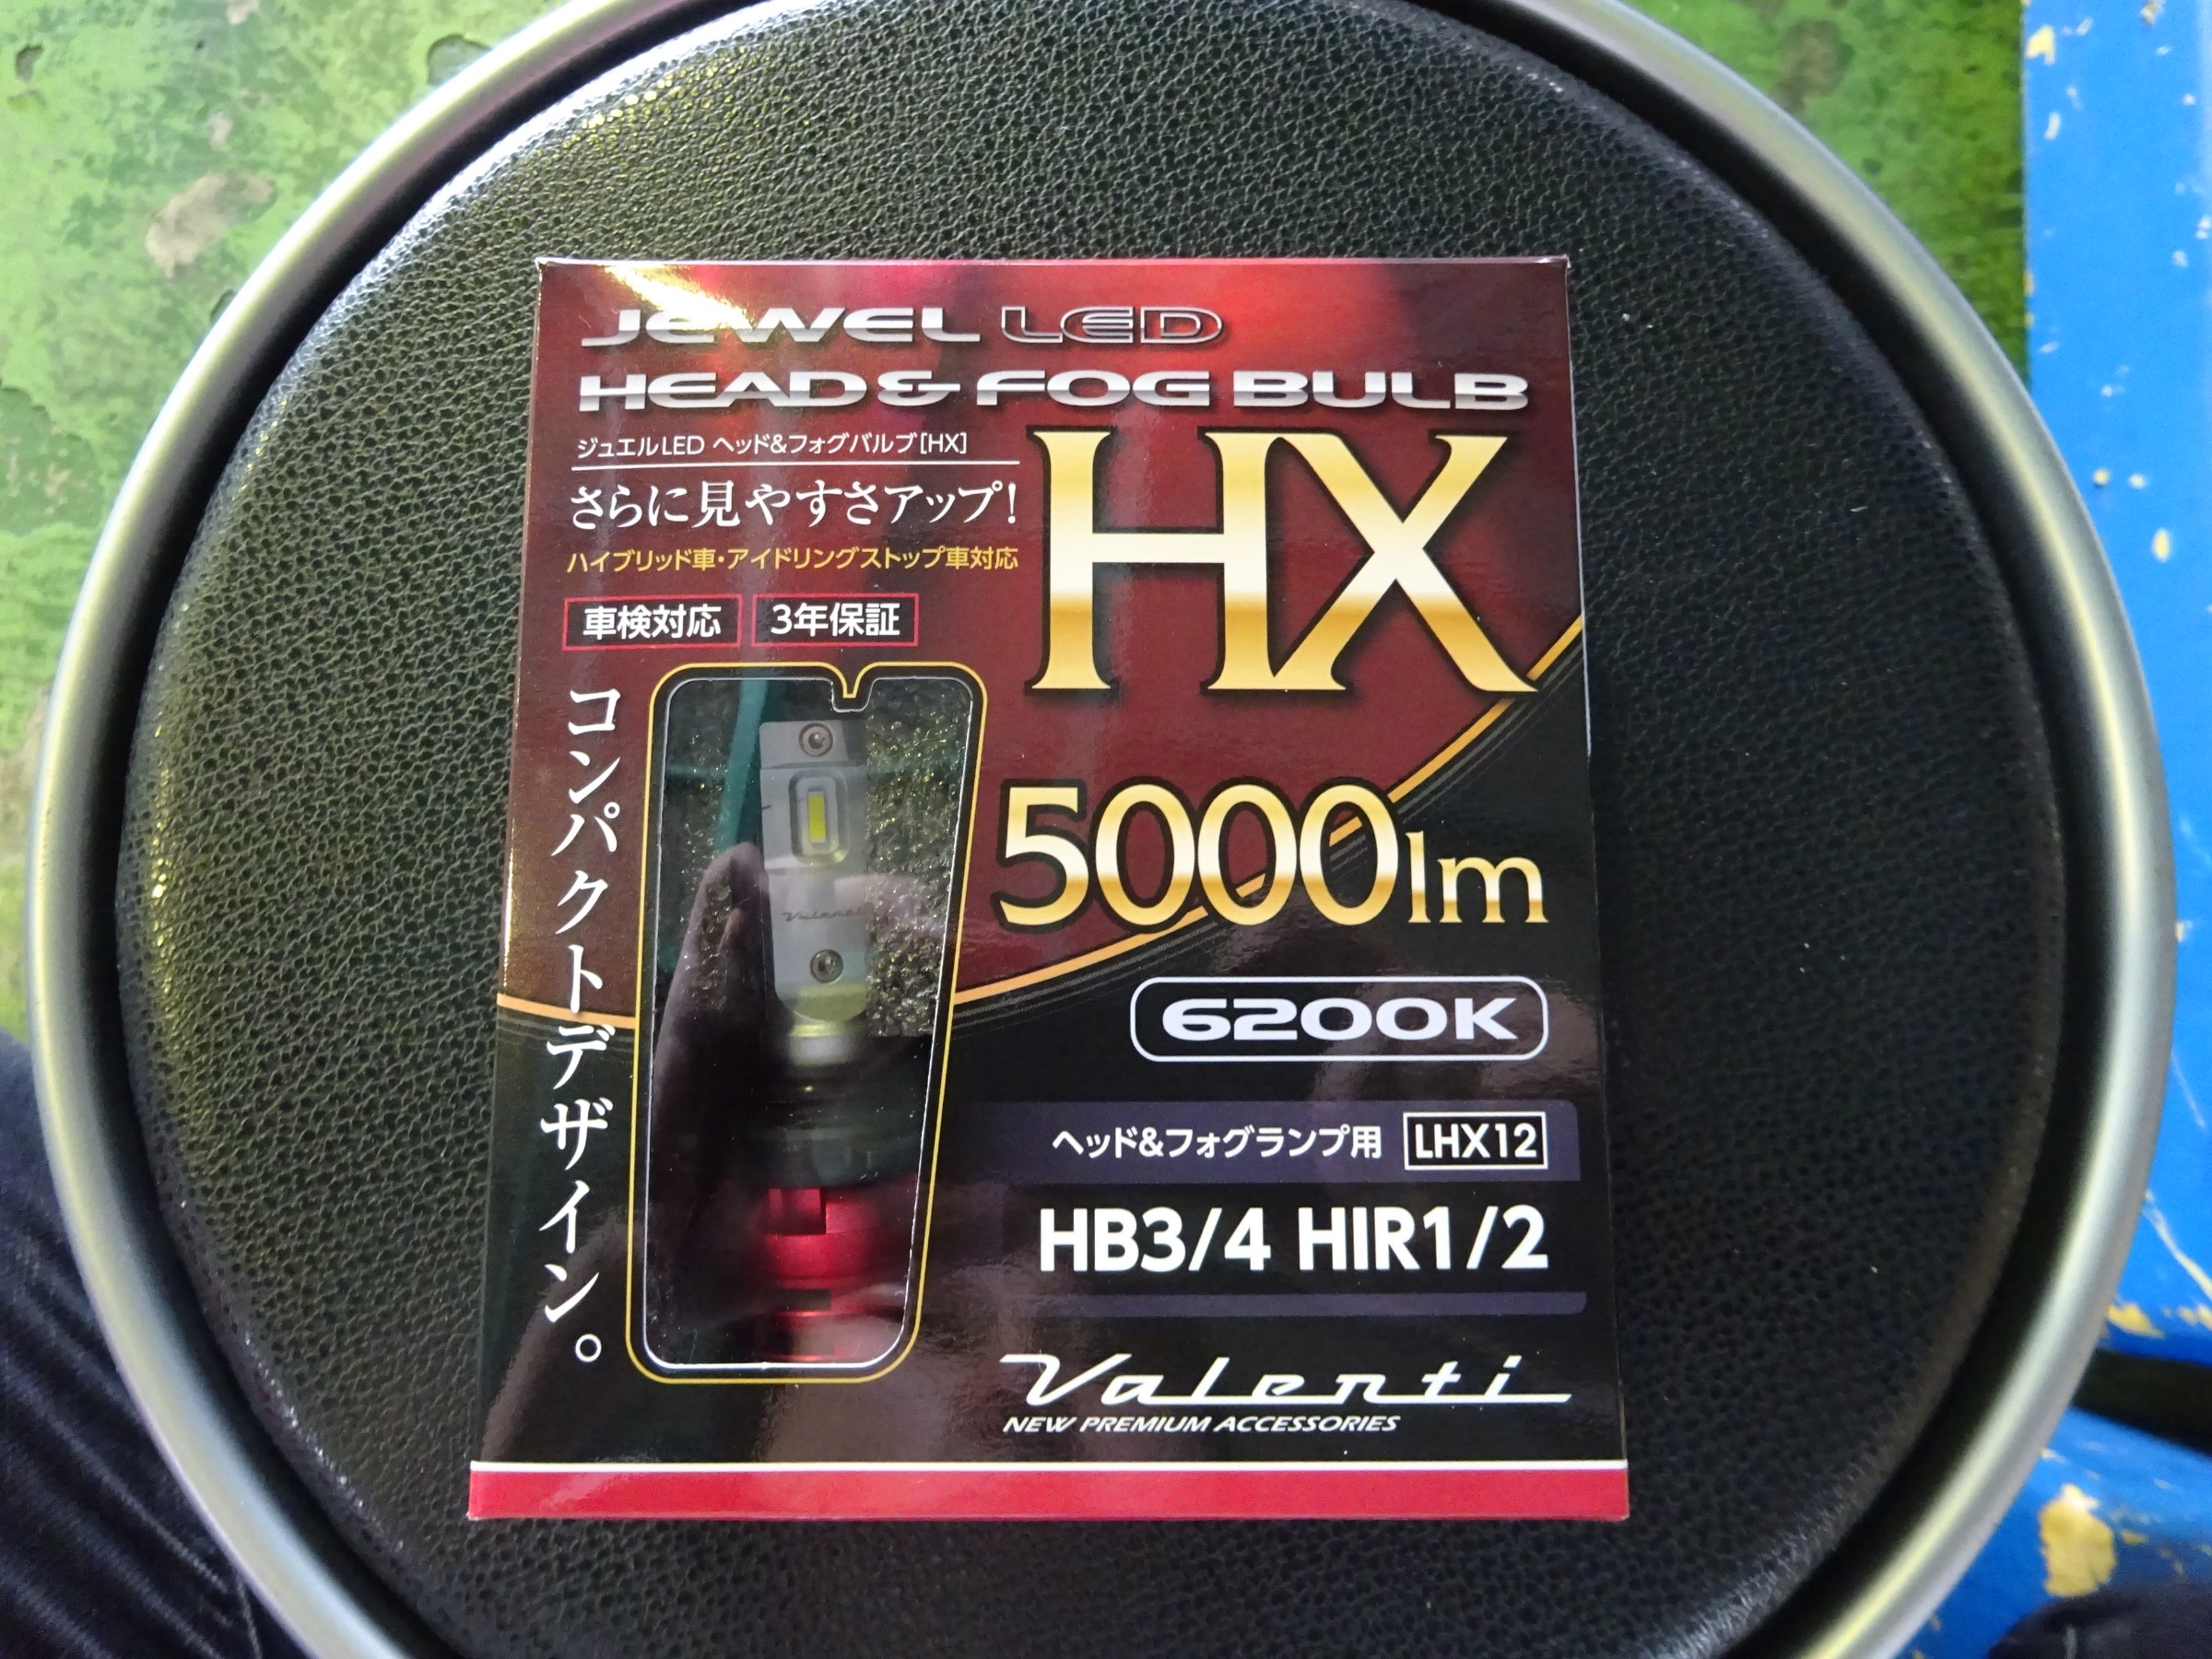 JEWEL LED
HEAD & FOG BULB
ジュエルLED ヘッド&フォグバルブ[HX]
さらに見やすさアップ!
ハイブリッド車・アイドリングストップ車対応
車検対応 3年保証
HX
コンパクトデザイン。
Valenti
5000lm
6200K
ヘッド&フォグランプ用 LHX12
HB3/4 HIR1/2
Valenti
NEW PREMIUM ACCESSORIES